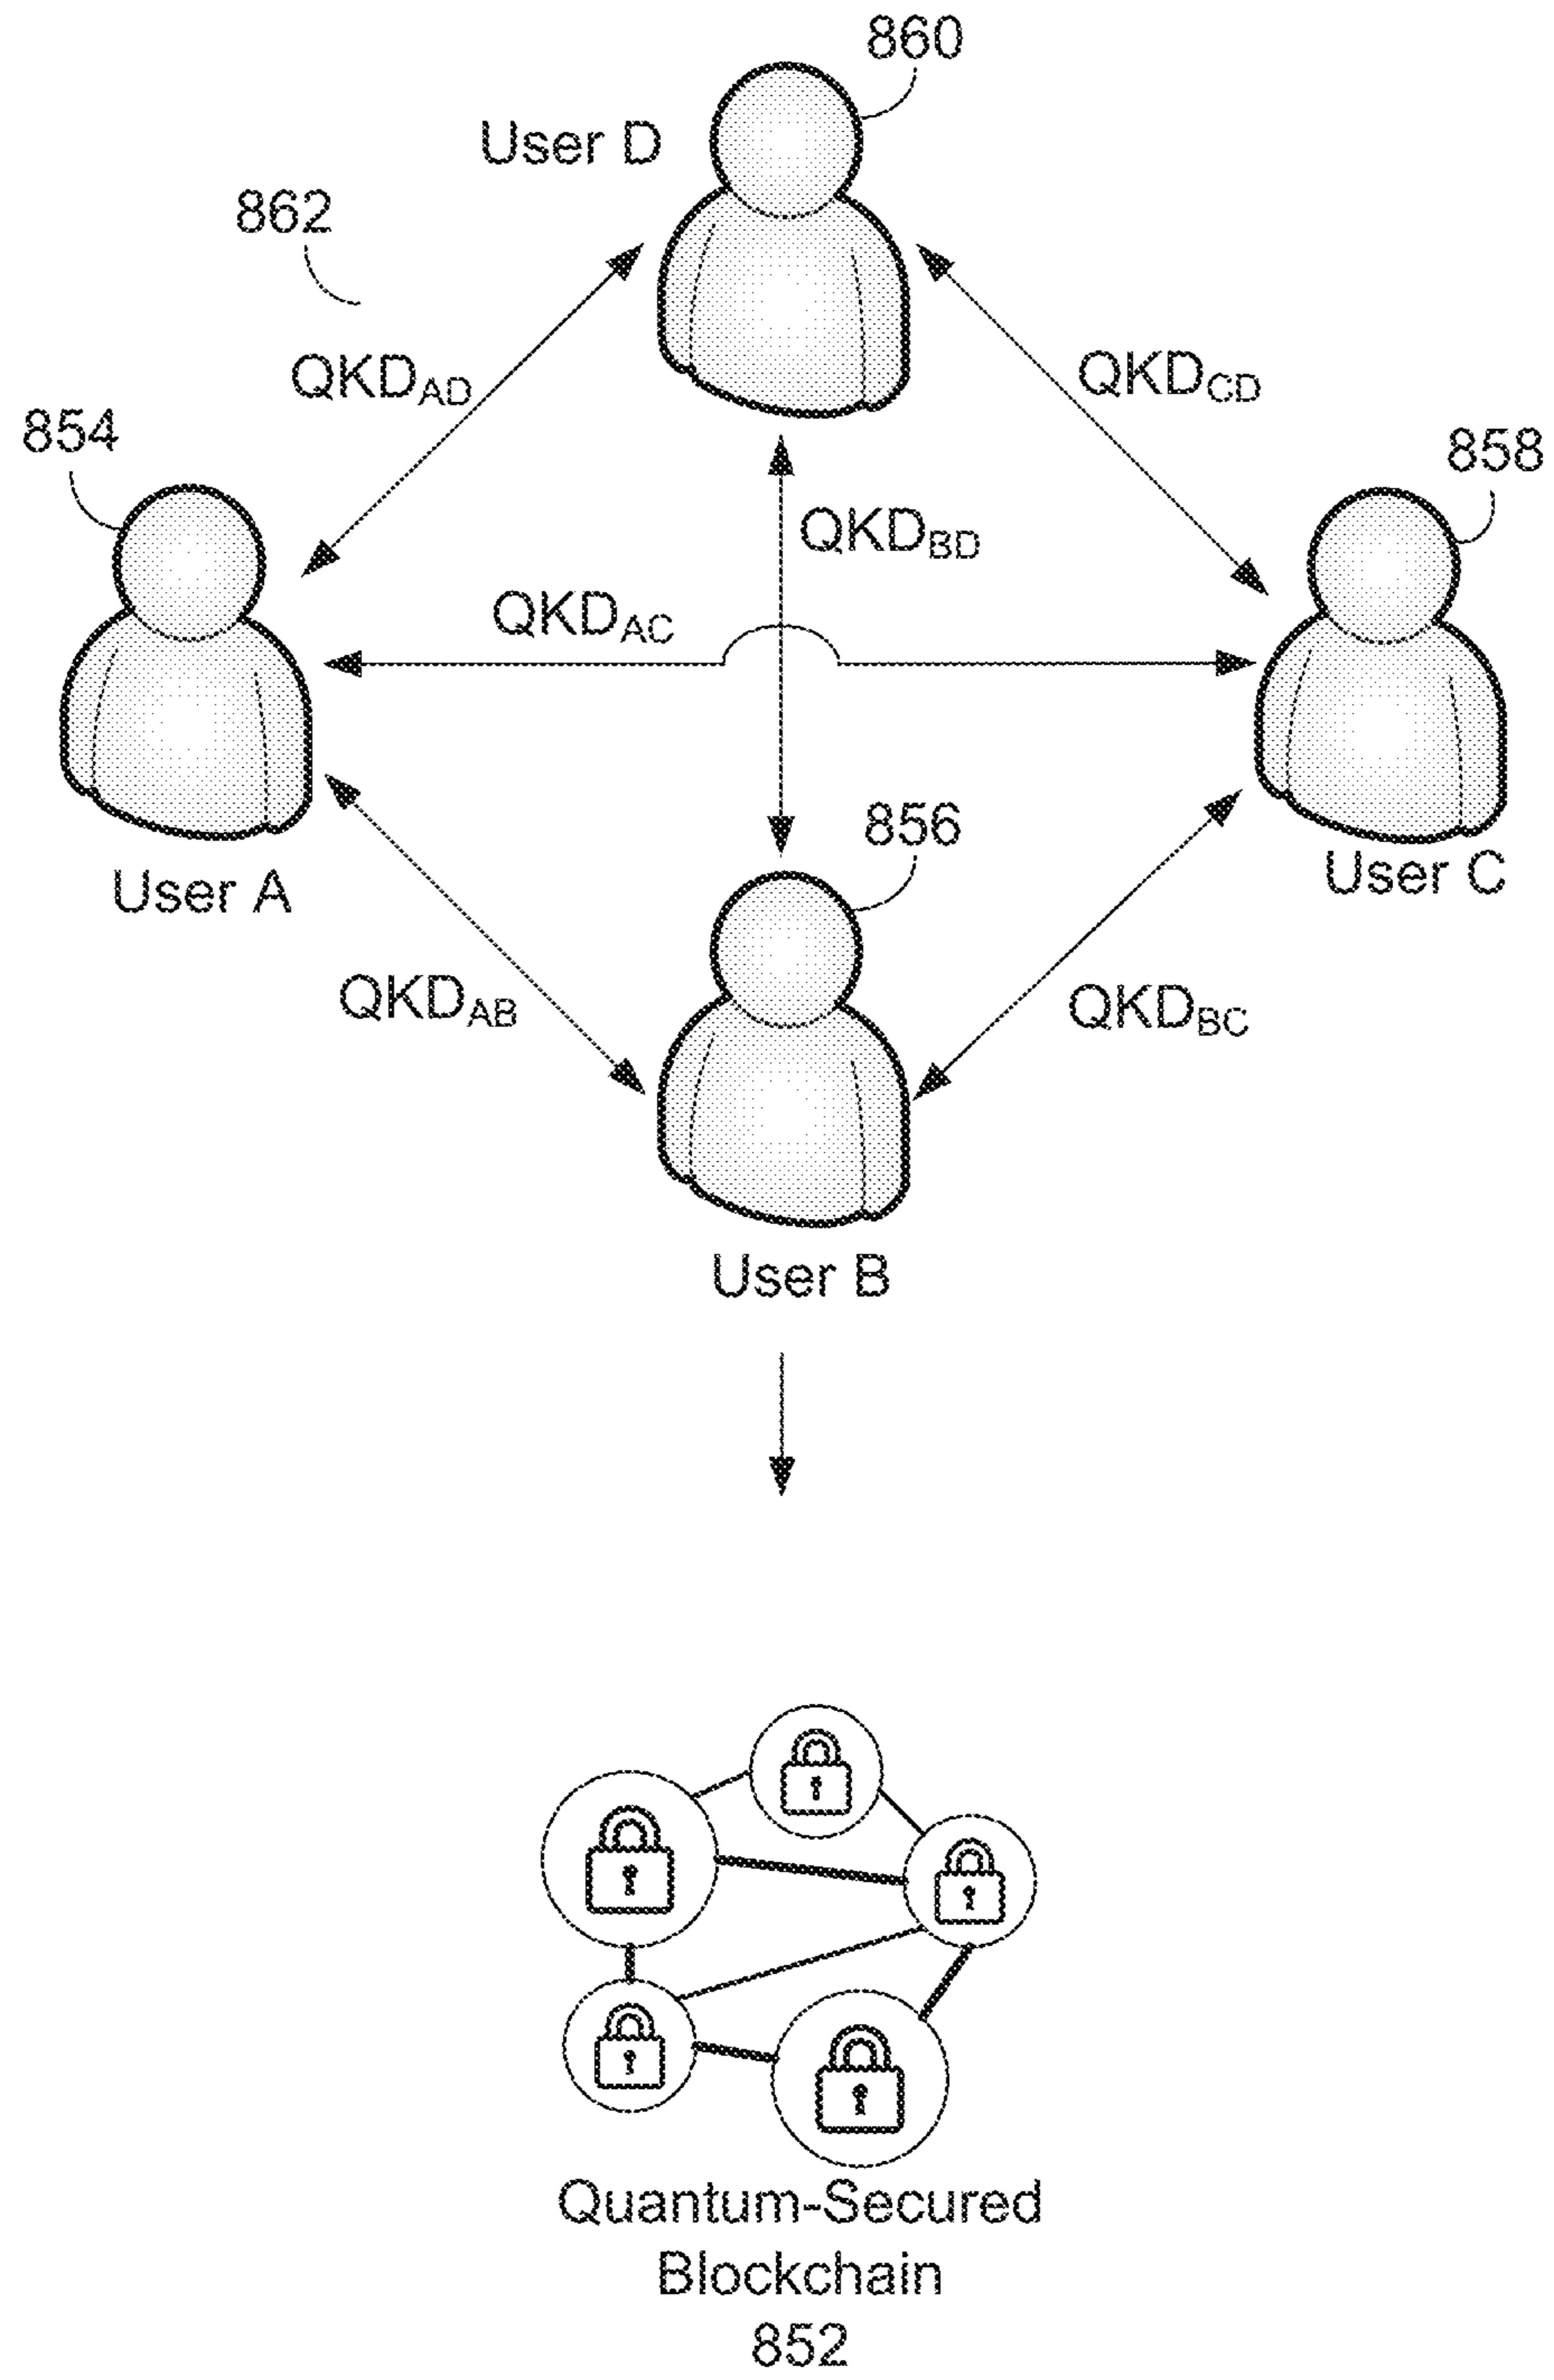 860
User D
862
QKDAD
QKDCD
854
858
QKDBD
QKDAC
856
User C
User A
QKDAB
QKDBC
User B
Quantum-Secured
Blockchain
852